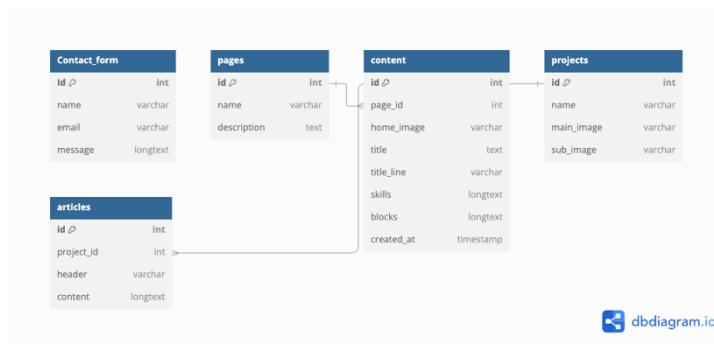 Contact_form
Id int
name varchar
email varchar
message longtext
pages
id int
name varchar
description text
content
id int
page_id int
home_image varchar
title text
title_line varchar
skills longtext
blocks longtext
created_at timestamp
projects
id int
name varchar
main_image varchar
sub_image varchar
articles
id int
project_id int
header varchar
content longtext
dbdiagram.io